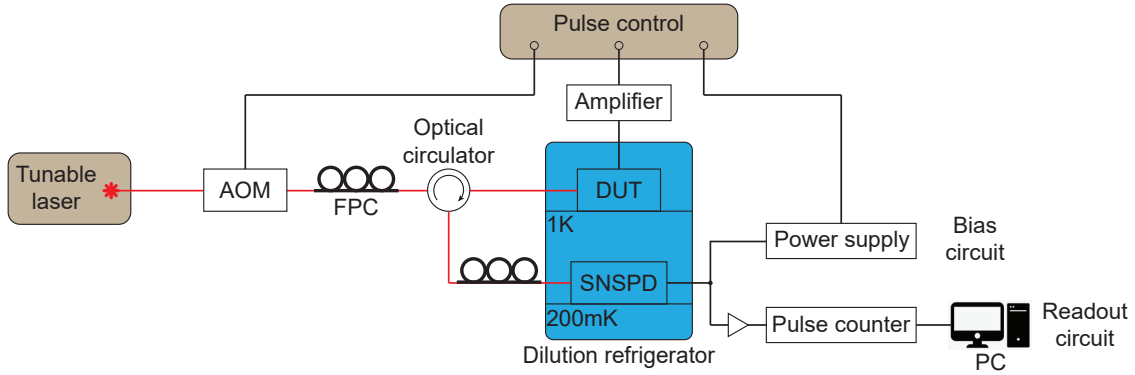 Pulse control
Amplifier
Optical
circulator
Tunable
laser
AOM
FPC
DUT
1K
Power supply
Bias
circuit
SNSPD
200mK
Pulse counter
Readout
circuit
PC
Dilution refrigerator